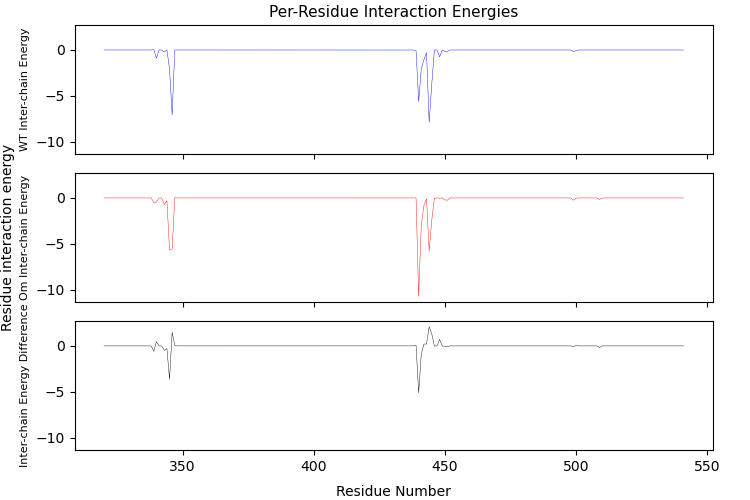 Per-Residue Interaction Energies
WT Inter-chain Energy
0
−5
−10
Om Inter-chain Energy
0
−5
−10
Residue interaction energy
Inter-chain Energy Difference
0
−5
−10
350
400
450
500
550
Residue Number